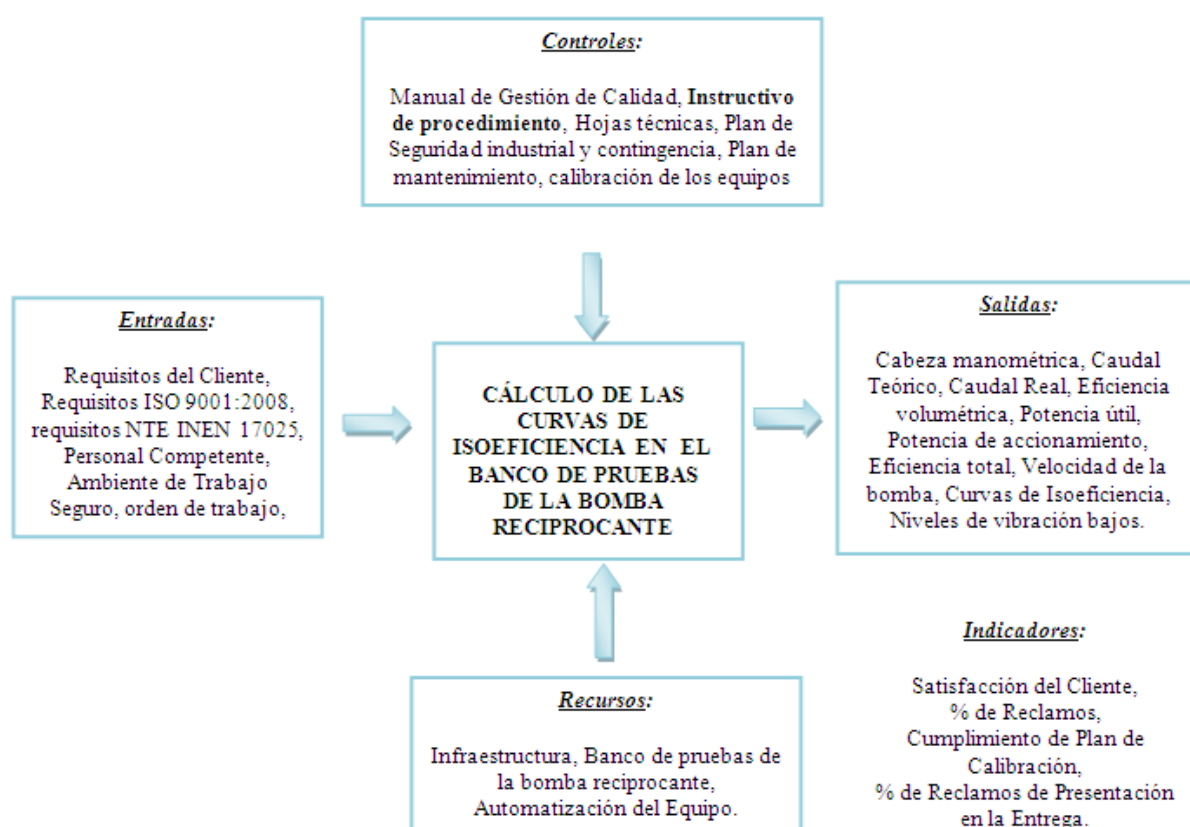 Controles:
Manual de Gestión de Calidad, Instructivo
de procedimiento, Hojas técnicas, Plan de
Seguridad industrial y contingencia, Plan de
mantenimiento, calibración de los equipos
Entradas:
Requisitos del Cliente,
Requisitos ISO 9001:2008,
requisitos NTE INEN 17025,
Personal Competente,
Ambiente de Trabajo
Seguro, orden de trabajo,
CÁLCULO DE LAS
CURVAS DE
ISOEFICIENCIA EN EL
BANCO DE PRUEBAS
DE LA BOMBA
RECIPROCANTE
Salidas:
Cabeza manométrica, Caudal
Teórico, Caudal Real, Eficiencia
volumétrica, Potencia útil,
Potencia de accionamiento,
Eficiencia total, Velocidad de la
bomba, Curvas de Isoeficiencia,
Niveles de vibración bajos.
Recursos:
Infraestructura, Banco de pruebas de
la bomba reciprocante,
Automatización del Equipo.
Indicadores:
Satisfacción del Cliente,
% de Reclamos,
Cumplimiento de Plan de
Calibración,
% de Reclamos de Presentación
en la Entrega.